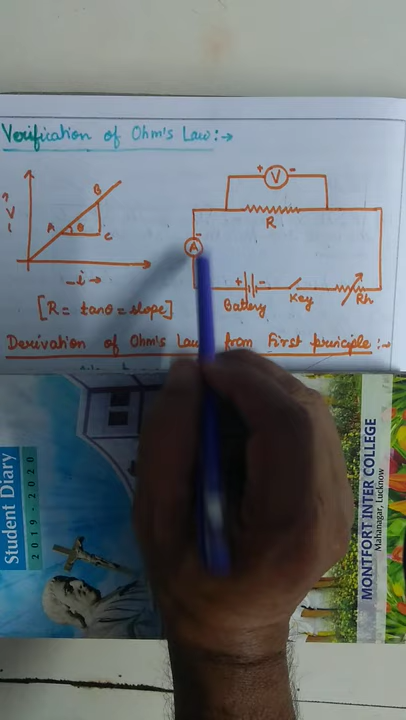 Verification of Ohm's Law:→
+ V -
R
V
B
A θ C
i →
A -
+ -
Battery
Key
Rh
[R = tanθ = slope]
Derivation of Ohm's Law from First principle:→
Student Diary
2019-2020
MONTFORT INTER COLLEGE
Mahanagar, Lucknow